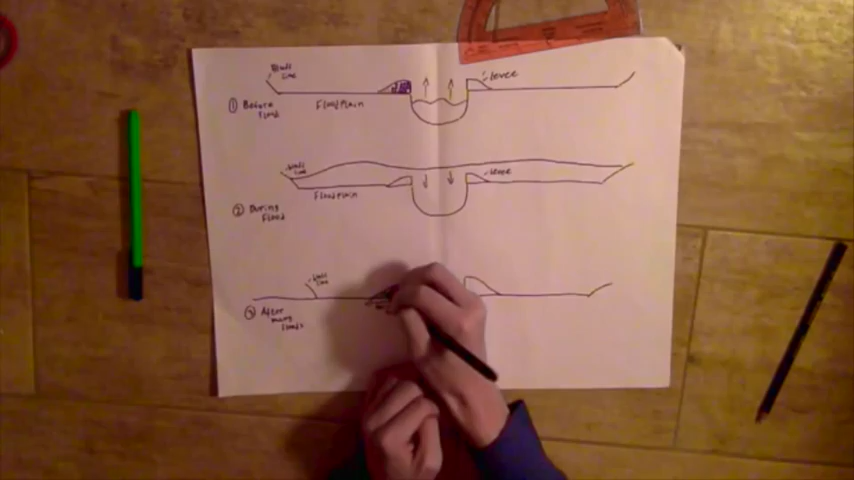 Bluff
Line
Levee
① Before
Flood
Floodplain
Bluff
Line
Levee
Floodplain
② During
Flood
Bluff
Line
③ After
many
floods